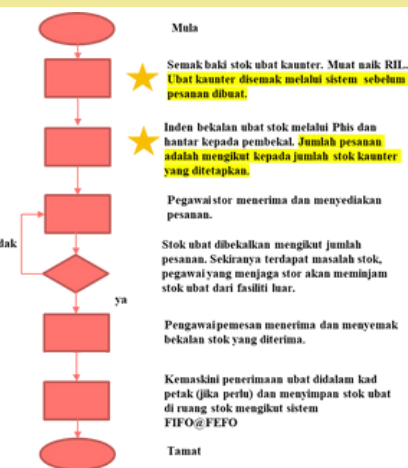 Mula
Semak baki stok ubat kaunter. Muat naik RIL.
Ubat kaunter disemak melalui sistem sebelum
pesanan dibuat.
Inden bekalan ubat stok melalui Phis dan
hantar kepada pembekal. Jumlah pesanan
adalah mengikut kepada jumlah stok kaunter
yang ditetapkan.
Pegawai stor menerima dan menyediakan
pesanan.
dak
Stok ubat dibekalkan mengikut jumlah
pesanan. Sekiranya terdapat masalah stok,
pegawai yang menjaga stor akan meminjam
stok ubat dari fasiliti luar.
ya
Pengawai pemesan menerima dan menyemak
bekalan stok yang diterima.
Kemaskini penerimaan ubat didalam kad
petak (jika perlu) dan menyimpan stok ubat
di ruang stok mengikut sistem
FIFO@FEFO
Tamat